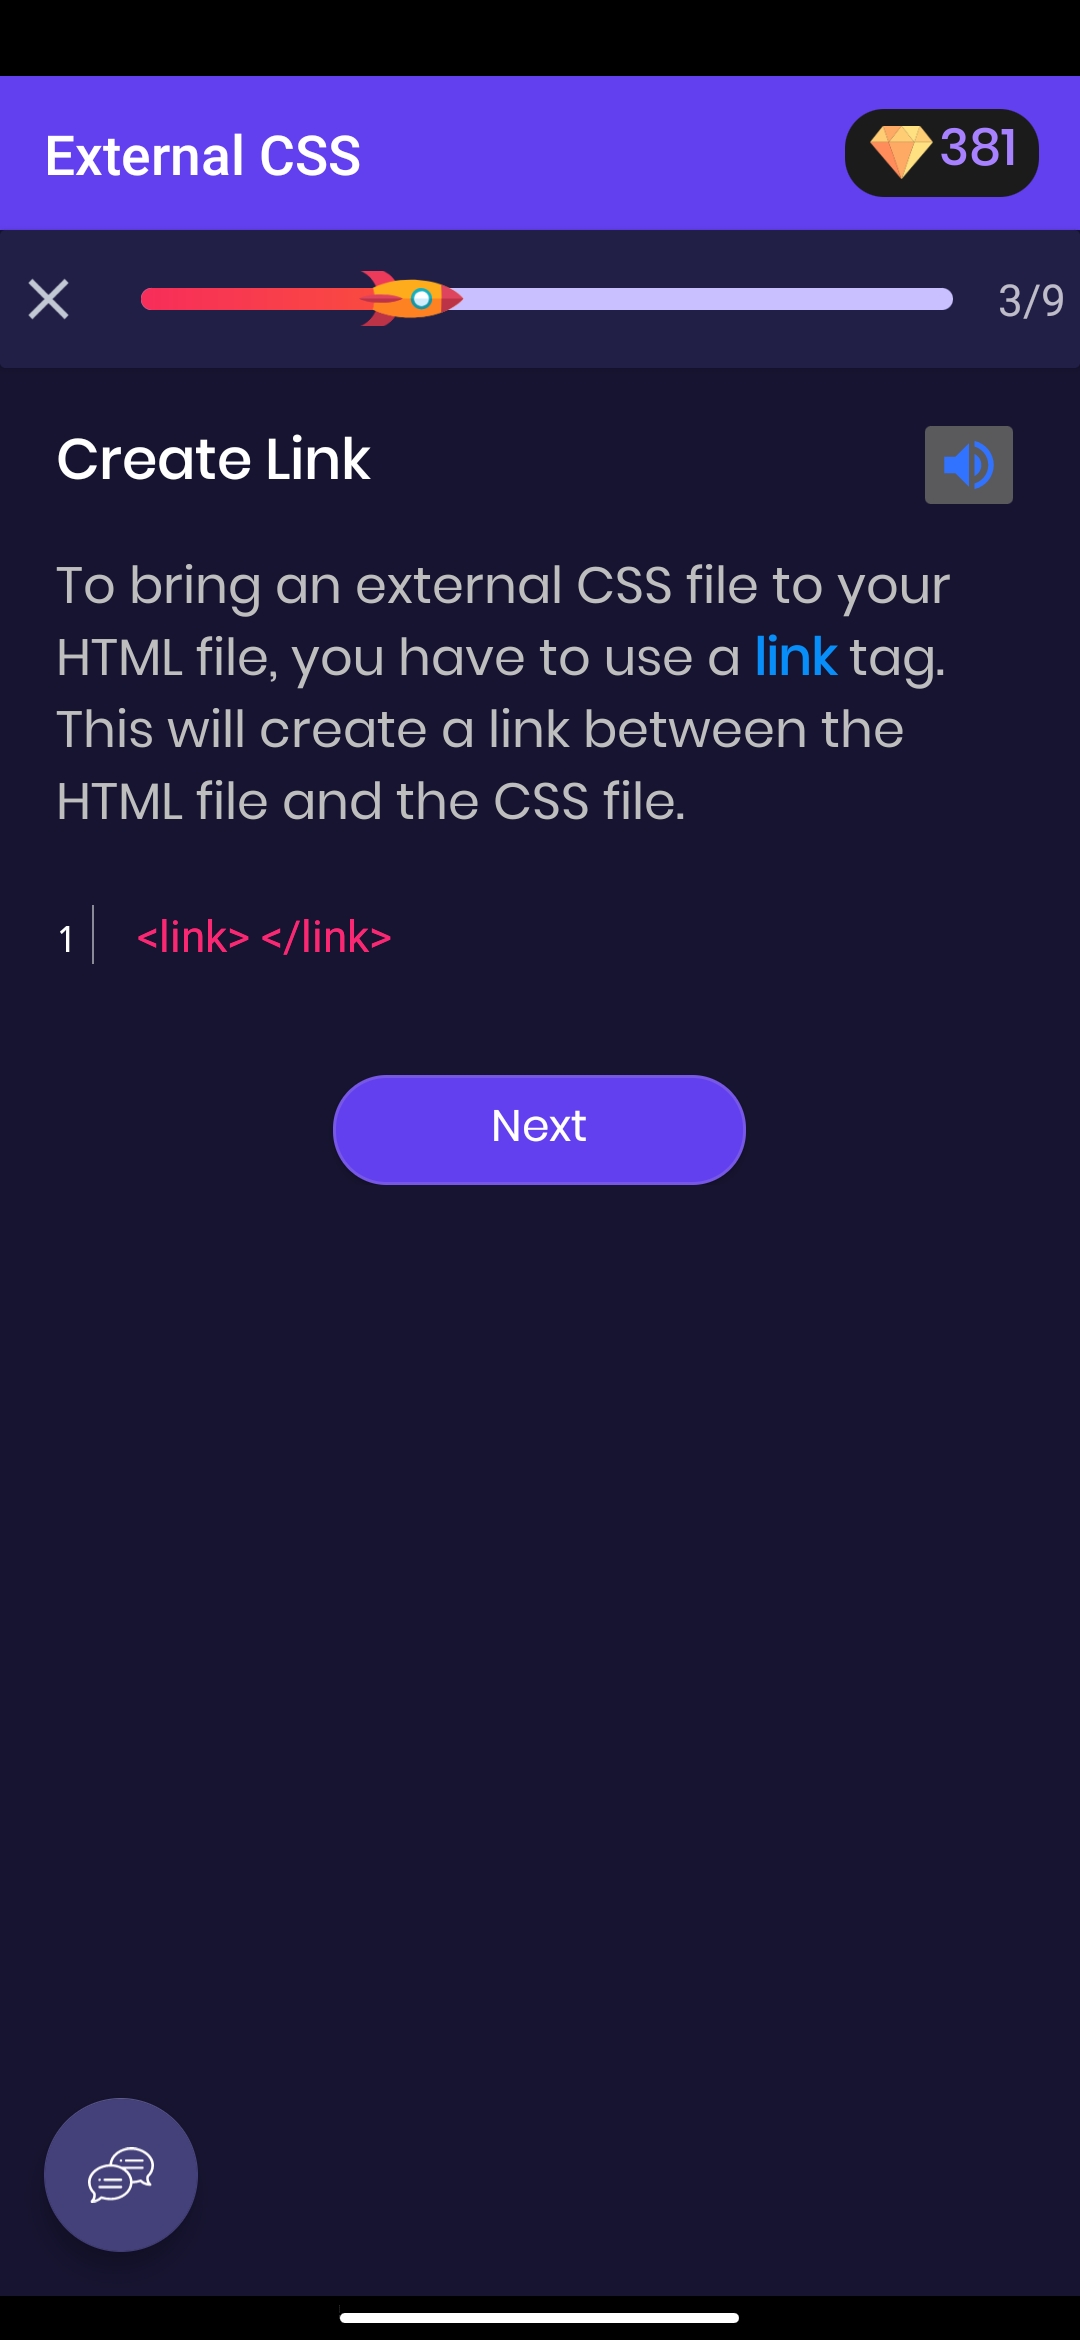 External CSS
381
3/9
Create Link
To bring an external CSS file to your
HTML file, you have to use a link tag.
This will create a link between the
HTML file and the CSS file.
1 <link> </link>
Next